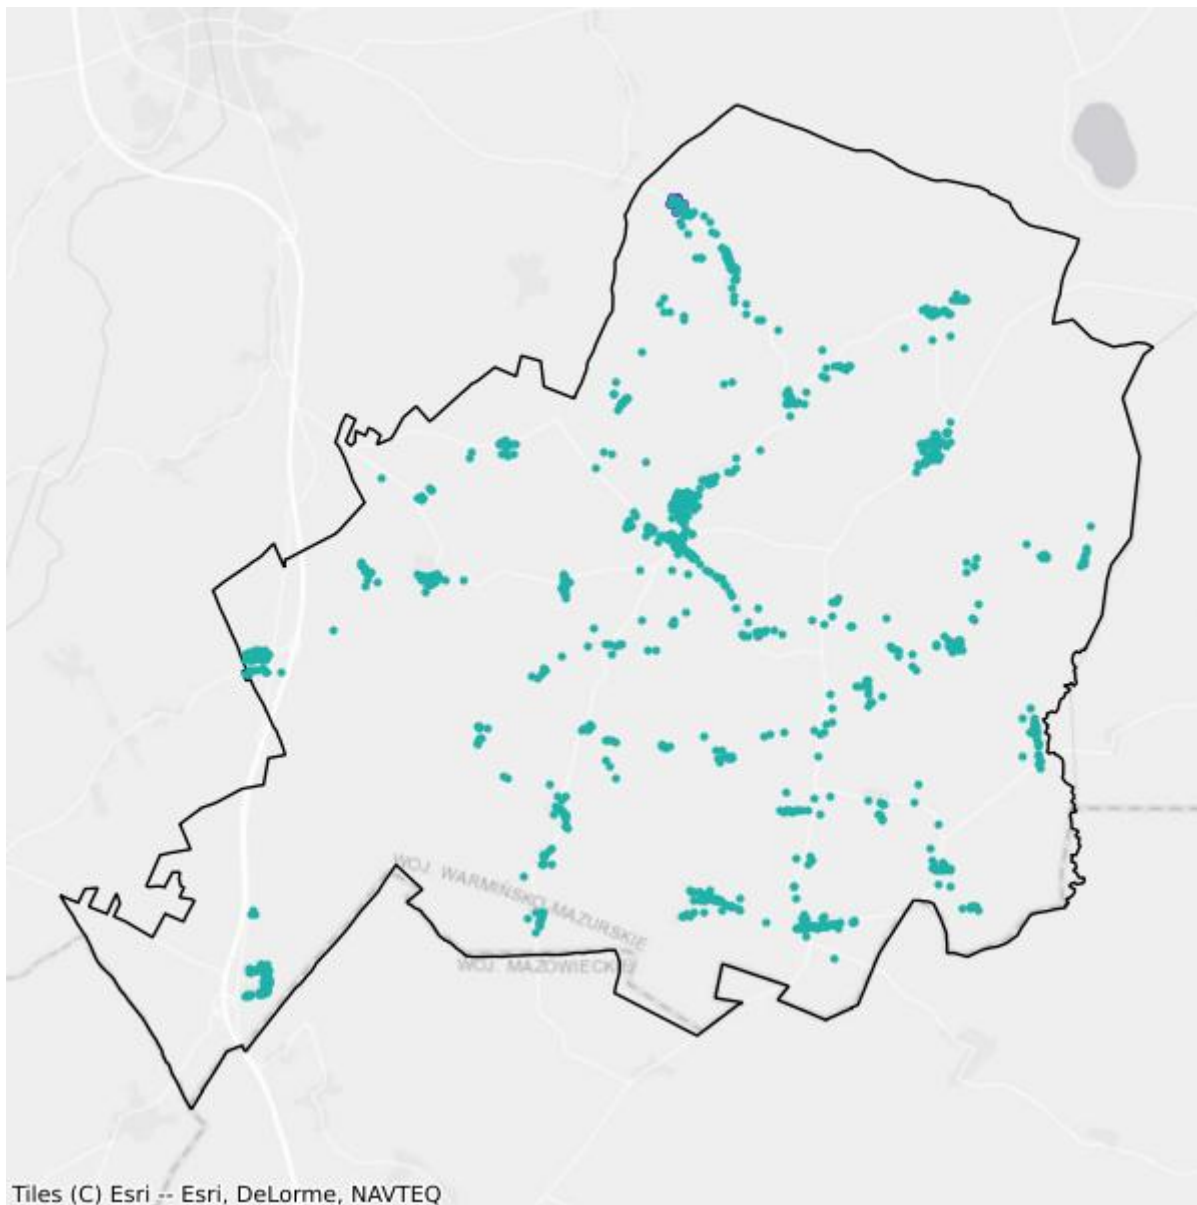 WOJ. WARMIŃSKO-MAZURSKIE
WOJ. MAZOWIECKIE
Tiles (C) Esri -- Esri, DeLorme, NAVTEQ